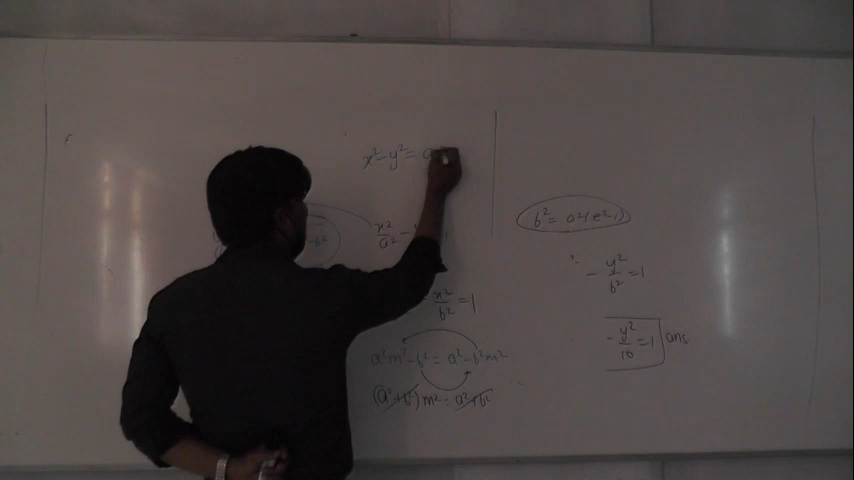 x² - y² = a
-b²
x²/a² -
- x²/b² = 1
a²m² - b² = a² - b²m²
(a²+b²)m² = a²+b²
b² = a²(e²-1)
- y²/b² = 1
- y²/10 = 1 ans